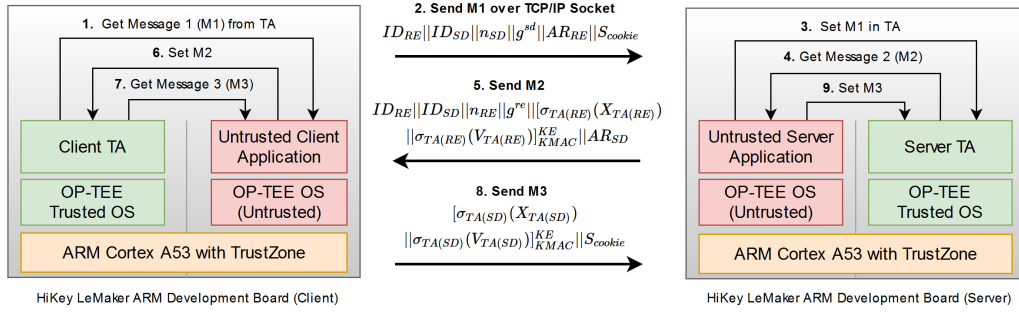 1. Get Message 1 (M1) from TA
6. Set M2
7. Get Message 3 (M3)
Client TA
Untrusted Client
Application
OP-TEE
Trusted OS
OP-TEE OS
(Untrusted)
ARM Cortex A53 with TrustZone
HiKey LeMaker ARM Development Board (Client)
2. Send M1 over TCP/IP Socket
ID_{RE}||ID_{SD}||n_{SD}||g^{sd}||AR_{RE}||S_{cookie}
5. Send M2
ID_{RE}||ID_{SD}||n_{RE}||g^{re}||[σ_{TA(RE)}(X_{TA(RE)})
||σ_{TA(RE)}(V_{TA(RE)})]^{KE}_{KMAC}||AR_{SD}
8. Send M3
[σ_{TA(SD)}(X_{TA(SD)})
||σ_{TA(SD)}(V_{TA(SD)})]^{KE}_{KMAC}||S_{cookie}
3. Set M1 in TA
4. Get Message 2 (M2)
9. Set M3
Untrusted Server
Application
Server TA
OP-TEE OS
(Untrusted)
OP-TEE
Trusted OS
ARM Cortex A53 with TrustZone
HiKey LeMaker ARM Development Board (Server)